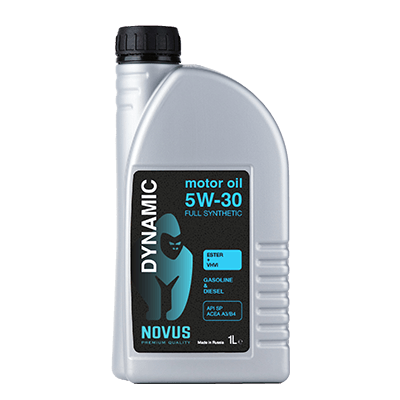 DYNAMIC
motor oil
5W-30
FULL SYNTHETIC
ESTER
+
VHVI
GASOLINE
&
DIESEL
API SP
ACEA A3/B4
NOVUS
PREMIUM QUALITY
Made in Russia
1L℮